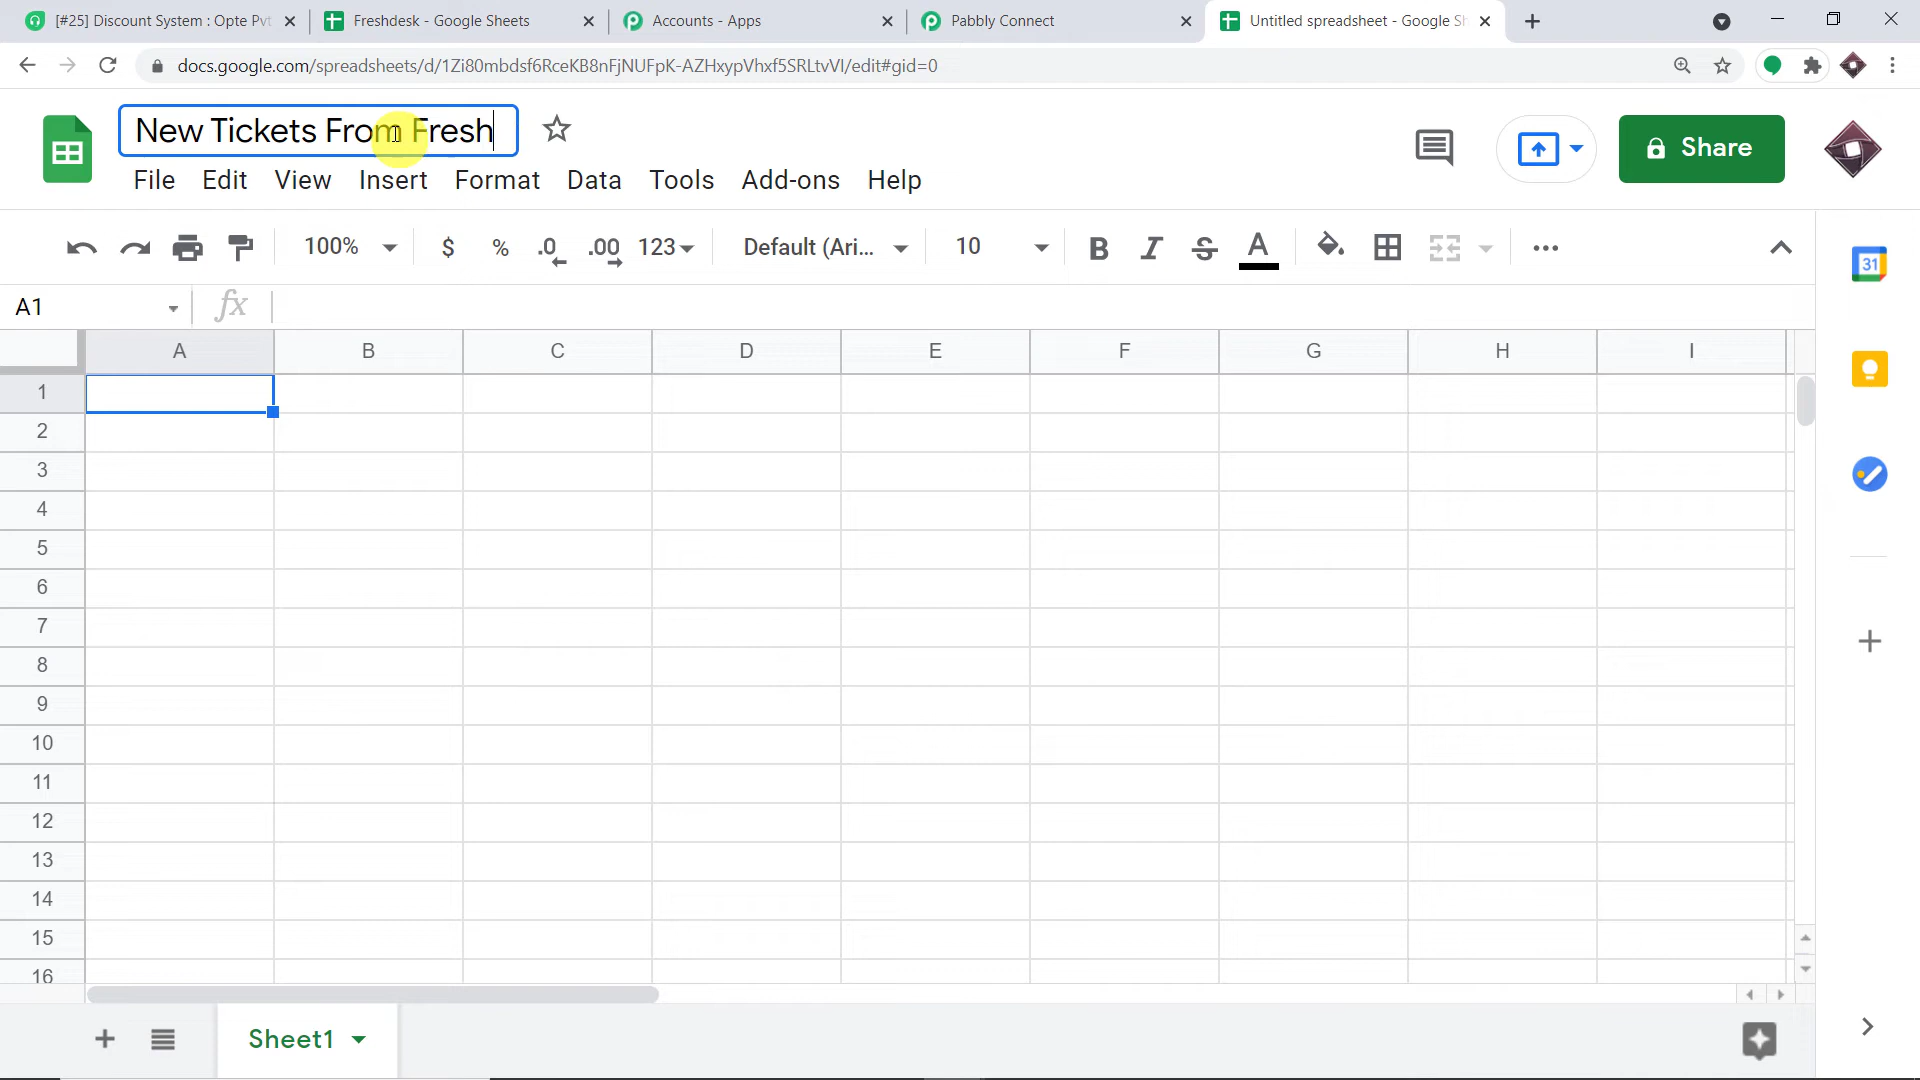 [#25] Discount System : Opte Pvt
Freshdesk - Google Sheets
Accounts - Apps
Pabbly Connect
Untitled spreadsheet - Google Sh
docs.google.com/spreadsheets/d/1Zi80mbdsf6RceKB8nFjNUFpK-AZHxypVhxf5SRLtvVI/edit#gid=0
New Tickets From Fresh
Share
File Edit View Insert Format Data Tools Add-ons Help
100% $ % .0 .00 123 Default (Ari... 10 B I S A
31
A1 fx
A B C D E F G H I
1
2
3
4
5
6
7
8
9
10
11
12
13
14
15
16
Sheet1